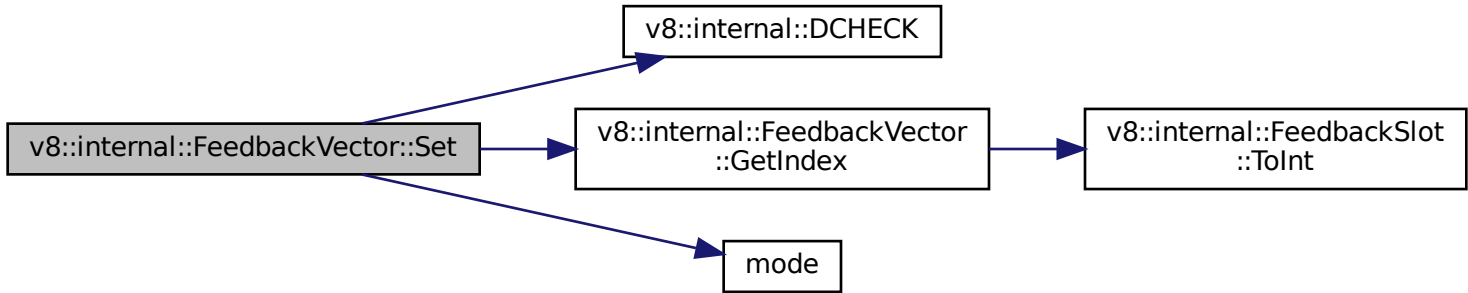 v8::internal::DCHECK
v8::internal::FeedbackVector::Set
v8::internal::FeedbackVector
::GetIndex
v8::internal::FeedbackSlot
::ToInt
mode